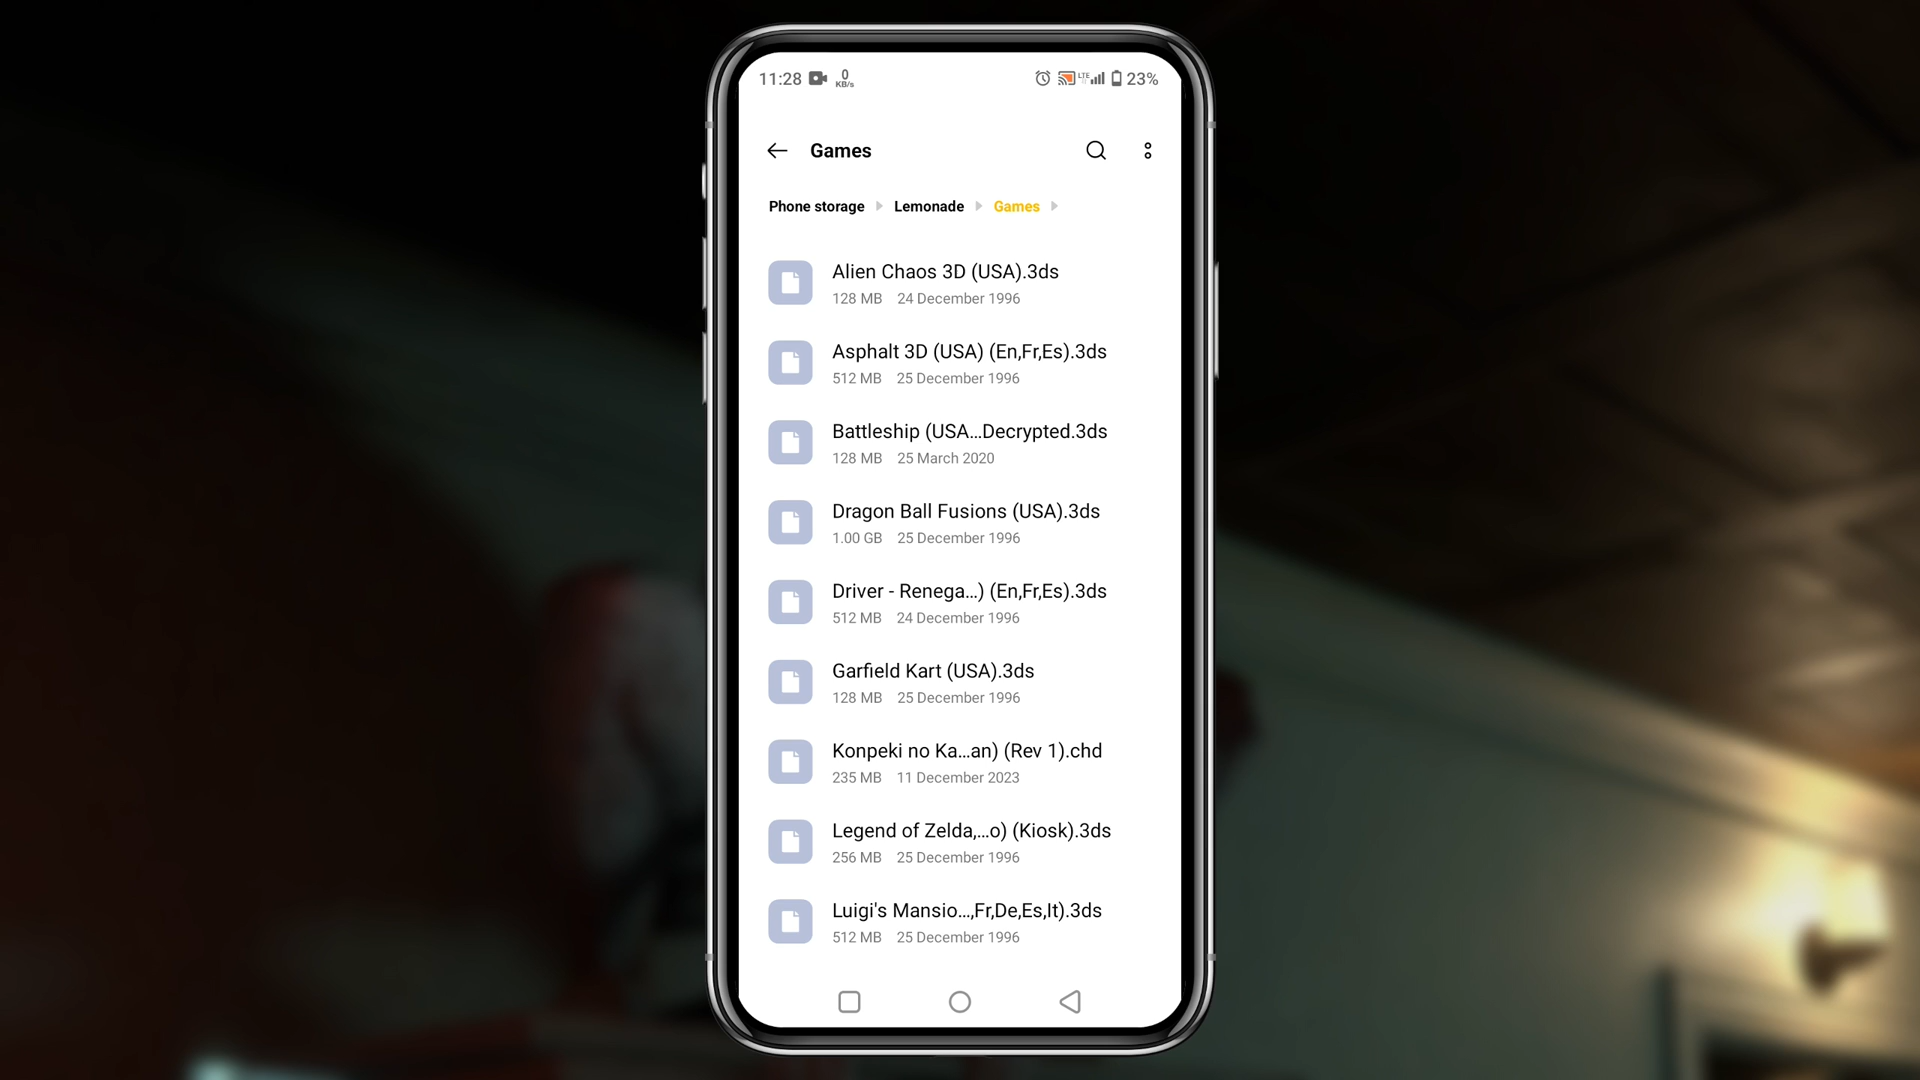 11:28 0 KB/s LTE 23%
Games
Phone storage Lemonade Games
Alien Chaos 3D (USA).3ds
128 MB 24 December 1996
Asphalt 3D (USA) (En,Fr,Es).3ds
512 MB 25 December 1996
Battleship (USA...Decrypted.3ds
128 MB 25 March 2020
Dragon Ball Fusions (USA).3ds
1.00 GB 25 December 1996
Driver - Renega...) (En,Fr,Es).3ds
512 MB 24 December 1996
Garfield Kart (USA).3ds
128 MB 25 December 1996
Konpeki no Ka...an) (Rev 1).chd
235 MB 11 December 2023
Legend of Zelda,...o) (Kiosk).3ds
256 MB 25 December 1996
Luigi's Mansio...,Fr,De,Es,It).3ds
512 MB 25 December 1996